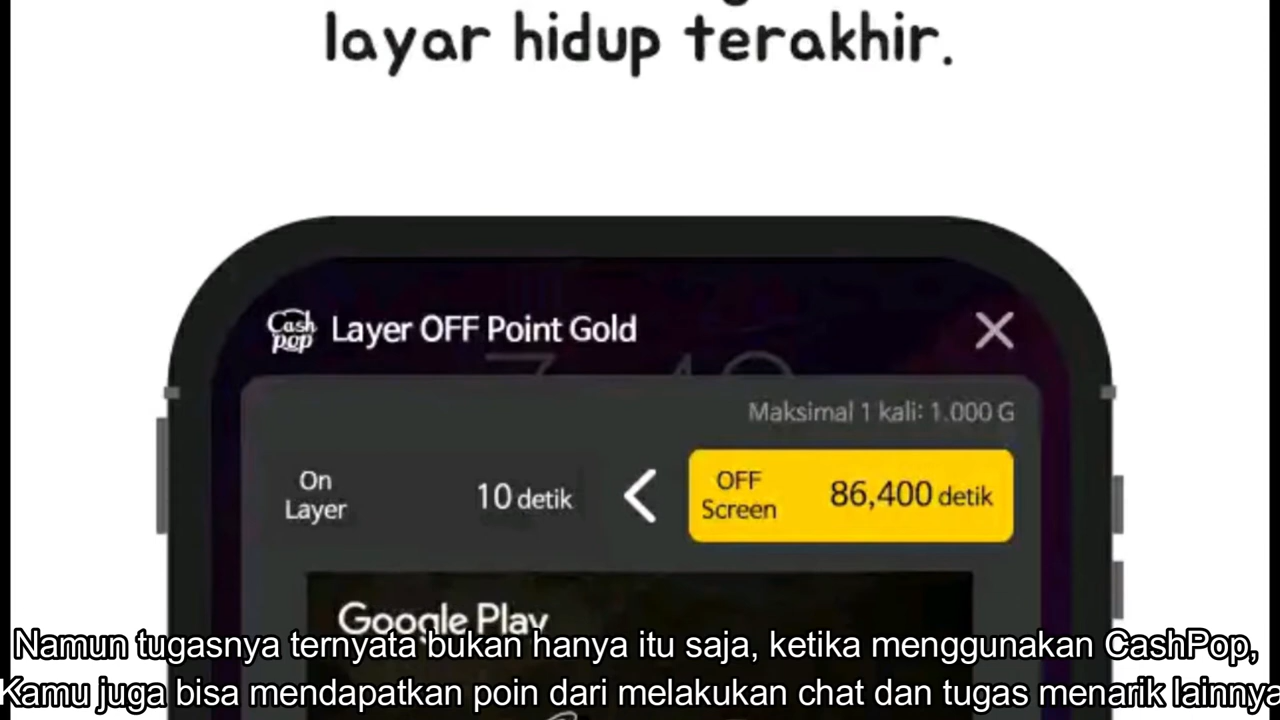 layar hidup terakhir.
Cash pop
Layer OFF Point Gold
Maksimal 1 kali: 1.000 G
On Layer
10 detik
OFF Screen
86,400 detik
Google Play
Namun tugasnya ternyata bukan hanya itu saja, ketika menggunakan CashPop,
Kamu juga bisa mendapatkan poin dari melakukan chat dan tugas menarik lainnya